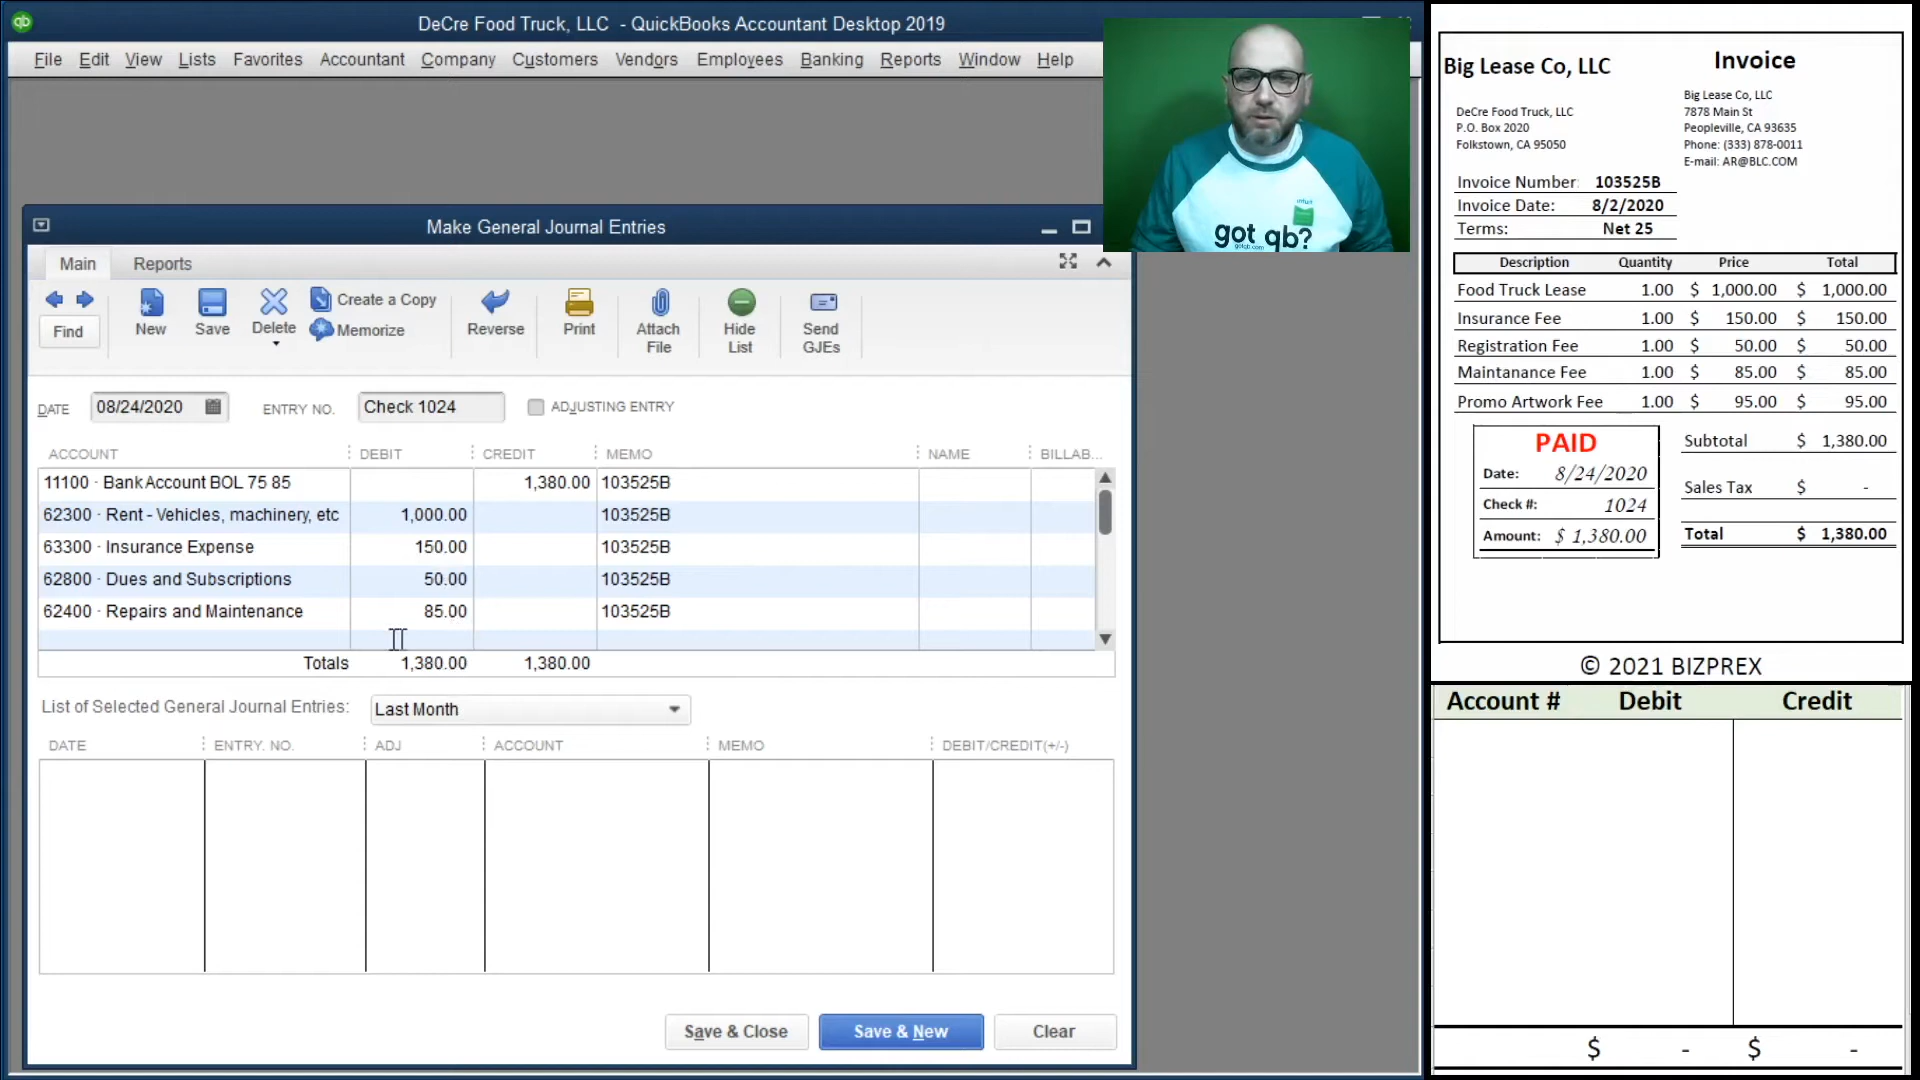 DeCre Food Truck, LLC - QuickBooks Accountant Desktop 2019
File Edit View Lists Favorites Accountant Company Customers Vendors Employees Banking Reports Window Help
got qb?
Make General Journal Entries
Main Reports
Find New Save Delete Create a Copy Memorize Reverse Print Attach File Hide List Send GJEs
DATE 08/24/2020 ENTRY NO. Check 1024 ADJUSTING ENTRY
ACCOUNT DEBIT CREDIT MEMO NAME BILLAB...
11100 · Bank Account BOL 75 85 1,380.00 103525B
62300 · Rent - Vehicles, machinery, etc 1,000.00 103525B
63300 · Insurance Expense 150.00 103525B
62800 · Dues and Subscriptions 50.00 103525B
62400 · Repairs and Maintenance 85.00 103525B
Totals 1,380.00 1,380.00
List of Selected General Journal Entries: Last Month
DATE ENTRY. NO. ADJ ACCOUNT MEMO DEBIT/CREDIT(+/-)
Save & Close Save & New Clear
Big Lease Co, LLC Invoice
DeCre Food Truck, LLC
P.O. Box 2020
Folkstown, CA 95050
Big Lease Co, LLC
7878 Main St
Peopleville, CA 93635
Phone: (333) 878-0011
E-mail: AR@BLC.COM
Invoice Number: 103525B
Invoice Date: 8/2/2020
Terms: Net 25
Description Quantity Price Total
Food Truck Lease 1.00 $ 1,000.00 $ 1,000.00
Insurance Fee 1.00 $ 150.00 $ 150.00
Registration Fee 1.00 $ 50.00 $ 50.00
Maintanance Fee 1.00 $ 85.00 $ 85.00
Promo Artwork Fee 1.00 $ 95.00 $ 95.00
PAID
Date: 8/24/2020
Check #: 1024
Amount: $ 1,380.00
Subtotal $ 1,380.00
Sales Tax $ -
Total $ 1,380.00
© 2021 BIZPREX
Account # Debit Credit
$ - $ -